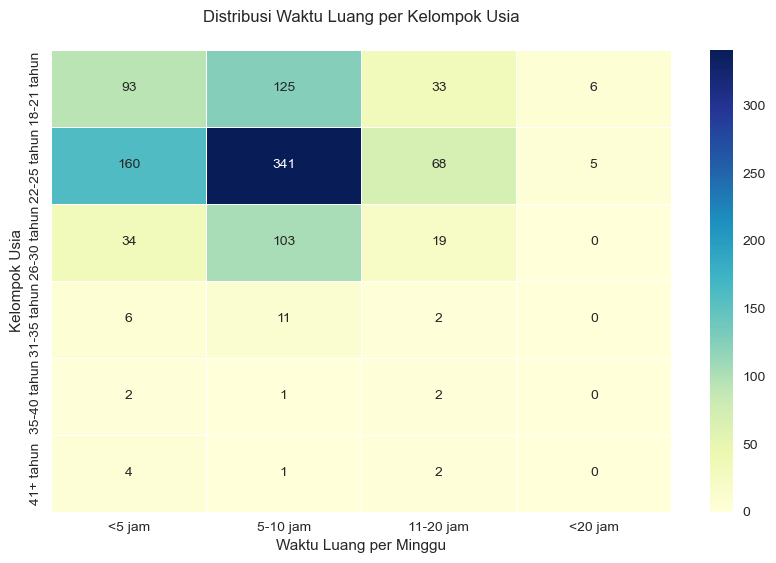 Distribusi Waktu Luang per Kelompok Usia
Kelompok Usia
18-21 tahun
93 125 33 6
22-25 tahun
160 341 68 5
26-30 tahun
34 103 19 0
31-35 tahun
6 11 2 0
35-40 tahun
2 1 2 0
41+ tahun
4 1 2 0
<5 jam 5-10 jam 11-20 jam <20 jam
Waktu Luang per Minggu
300
250
200
150
100
50
0